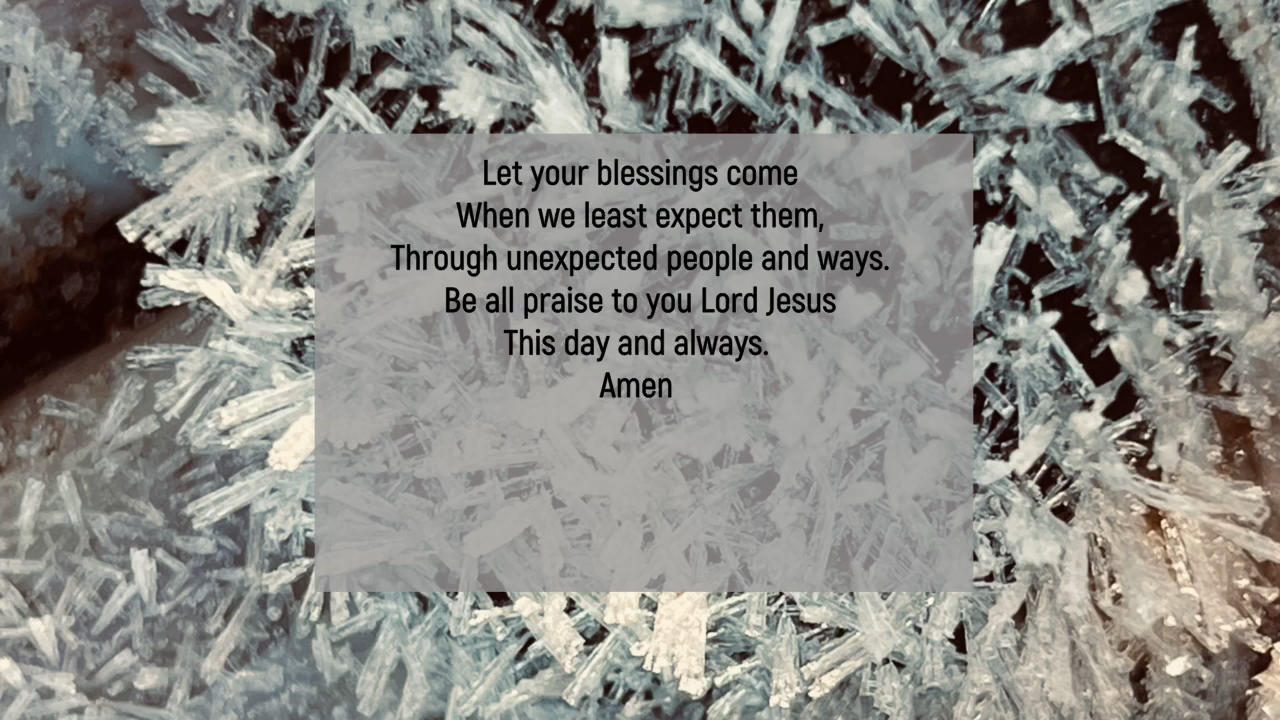 Let your blessings come
When we least expect them,
Through unexpected people and ways.
Be all praise to you Lord Jesus
This day and always.
Amen